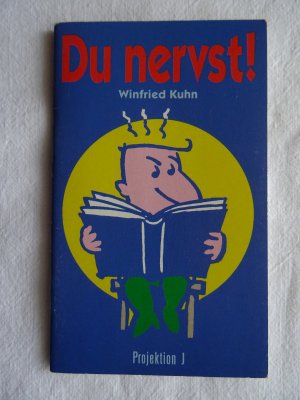 Du nervst!
Winfried Kuhn
Projektion J